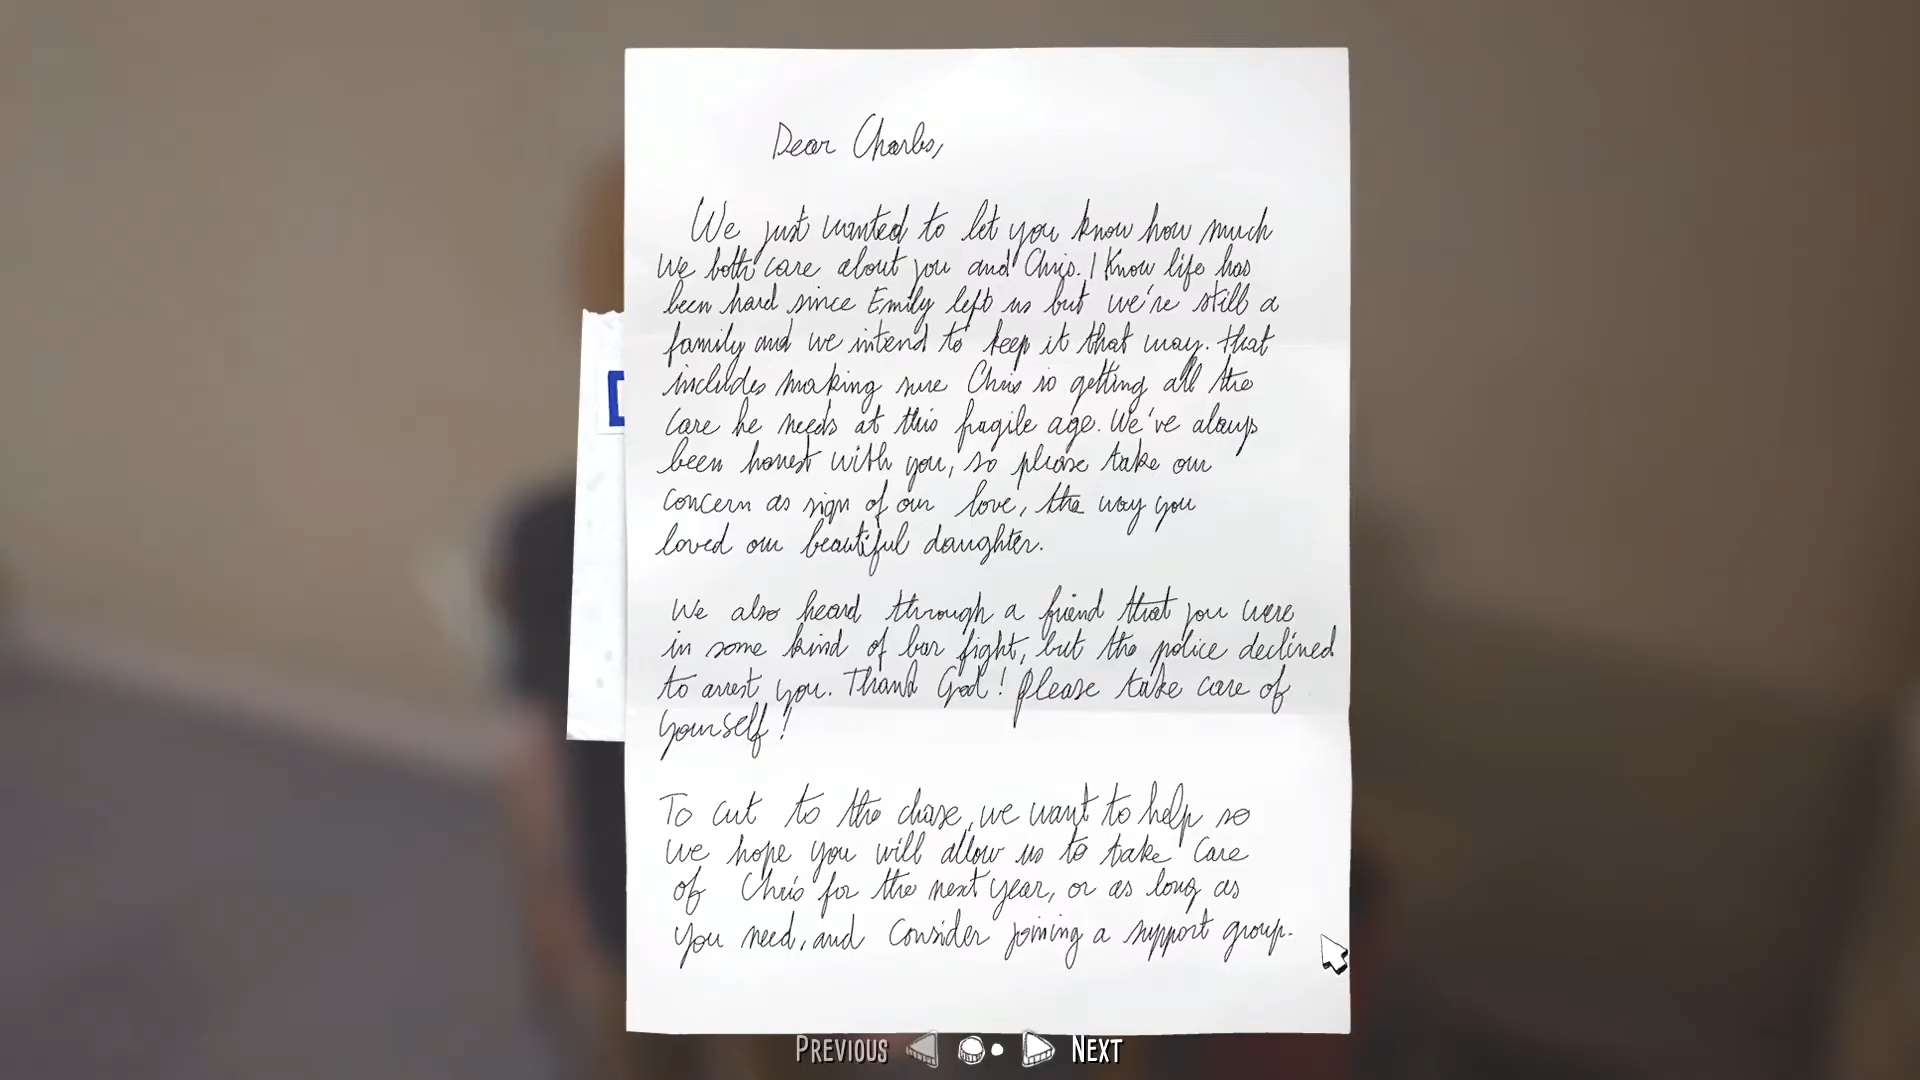 Dear Charles,
We just wanted to let you know how much
we both care about you and Chris. I know life has
been hard since Emily left us but we're still a
family and we intend to keep it that way. That
includes making sure Chris is getting all the
care he needs at this fragile age. We've always
been honest with you, so please take our
concern as sign of our love, the way you
loved our beautiful daughter.
We also heard through a friend that you were
in some kind of bar fight, but the police declined
to arrest you. Thank God! Please take care of
yourself!
To cut to the chase, we want to help so
we hope you will allow us to take care
of Chris for the next year, or as long as
you need, and consider joining a support group.
PREVIOUS NEXT